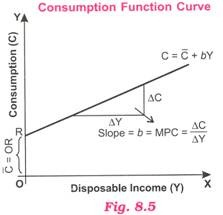 Consumption Function Curve
Y
C = C̅ + bY
Consumption (C)
ΔC
ΔY
R
Slope = b = MPC = ΔC/ΔY
C̅ = OR
O
X
Disposable Income (Y)
Fig. 8.5